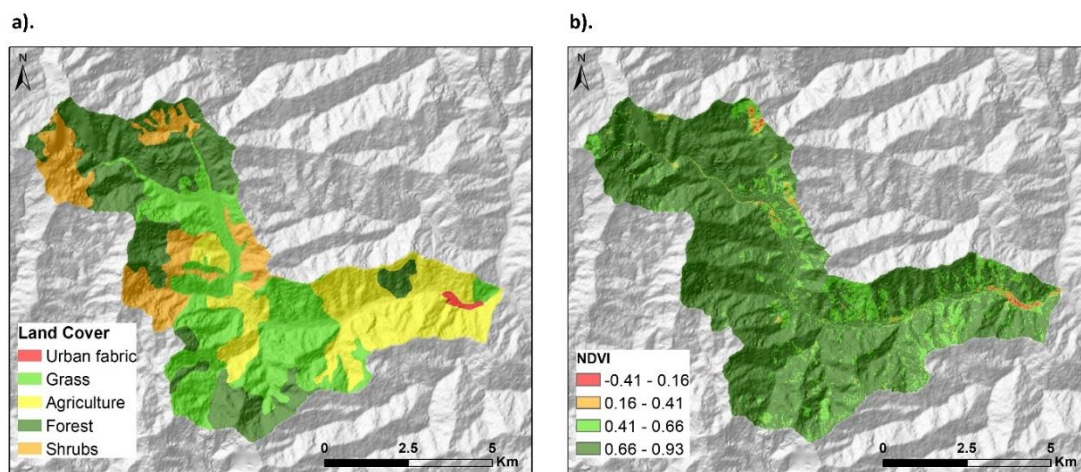 a).
N
Land Cover
Urban fabric
Grass
Agriculture
Forest
Shrubs
0 2.5 5
Km
b).
N
NDVI
-0.41 - 0.16
0.16 - 0.41
0.41 - 0.66
0.66 - 0.93
0 2.5 5
Km